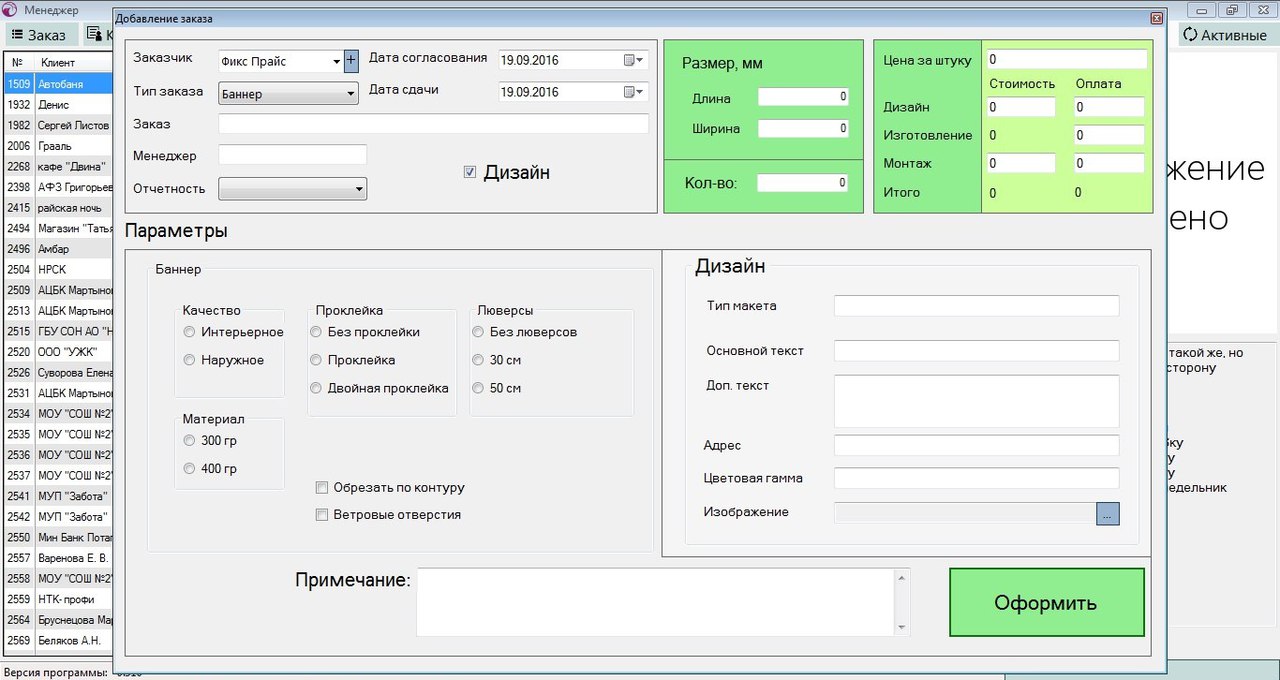 Менеджер
Добавление заказа
Заказ
Активные
№ Клиент
1509 Автобаня
1932 Денис
1982 Сергей Листов
2006 Грааль
2268 кафе "Двина"
2398 АФЗ Григорьев
2415 райская ночь
2494 Магазин "Татья
2496 Амбар
2504 НРСК
2509 АЦБК Мартынов
2513 АЦБК Мартынов
2515 ГБУ СОН АО "Н
2520 ООО "УЖК"
2526 Суворова Елена
2531 АЦБК Мартынов
2534 МОУ "СОШ №2"
2535 МОУ "СОШ №2"
2536 МОУ "СОШ №2"
2537 МОУ "СОШ №2"
2541 МУП "Забота"
2542 МУП "Забота"
2550 Мин Банк Потап
2557 Варенова Е. В.
2558 МОУ "СОШ №2"
2559 НТК- профи
2564 Бруснецова Мар
2569 Беляков А.Н.
Версия программы:
Заказчик Фикс Прайс + Дата согласования 19.09.2016
Тип заказа Баннер Дата сдачи 19.09.2016
Заказ
Менеджер
Отчетность
Дизайн
Размер, мм
Длина 0
Ширина 0
Кол-во: 0
Цена за штуку 0
Стоимость Оплата
Дизайн 0 0
Изготовление 0 0
Монтаж 0 0
Итого 0 0
Параметры
Баннер
Качество
Интерьерное
Наружное
Проклейка
Без проклейки
Проклейка
Двойная проклейка
Люверсы
Без люверсов
30 см
50 см
Материал
300 гр
400 гр
Обрезать по контуру
Ветровые отверстия
Дизайн
Тип макета
Основной текст
Доп. текст
Адрес
Цветовая гамма
Изображение ...
Примечание:
Оформить
жение
ено
такой же, но
сторону
ку
у
у
едельник